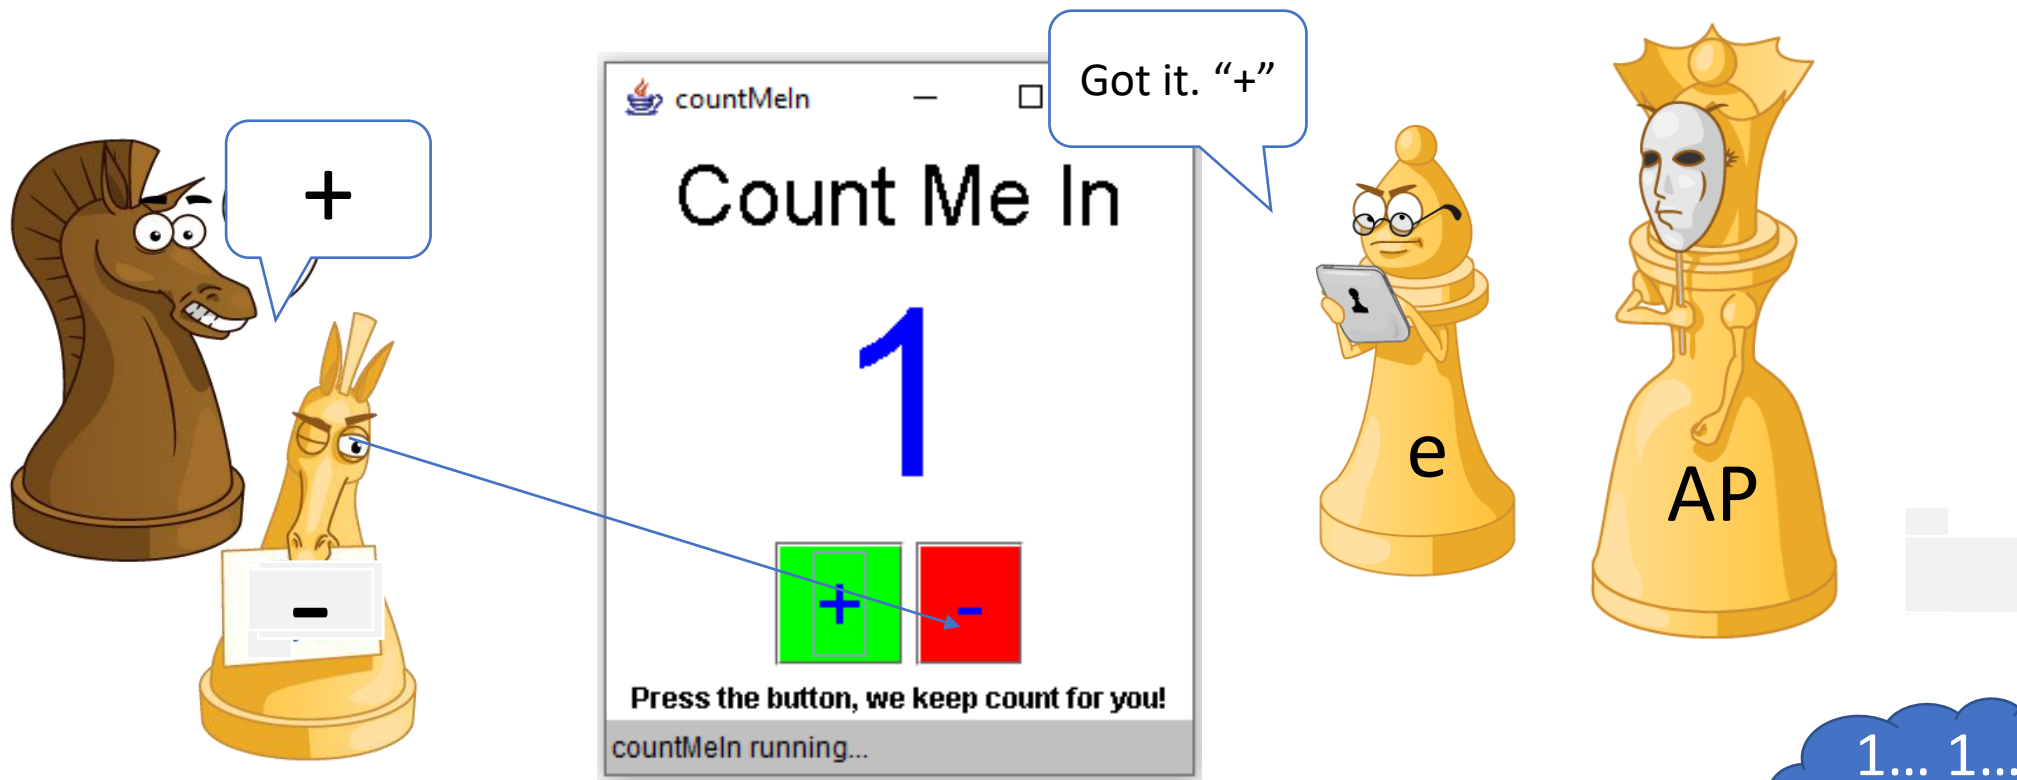 +
-
countMeIn
Count Me In
1
+ -
Press the button, we keep count for you!
countMeIn running...
Got it. “+”
e
AP
1... 1...